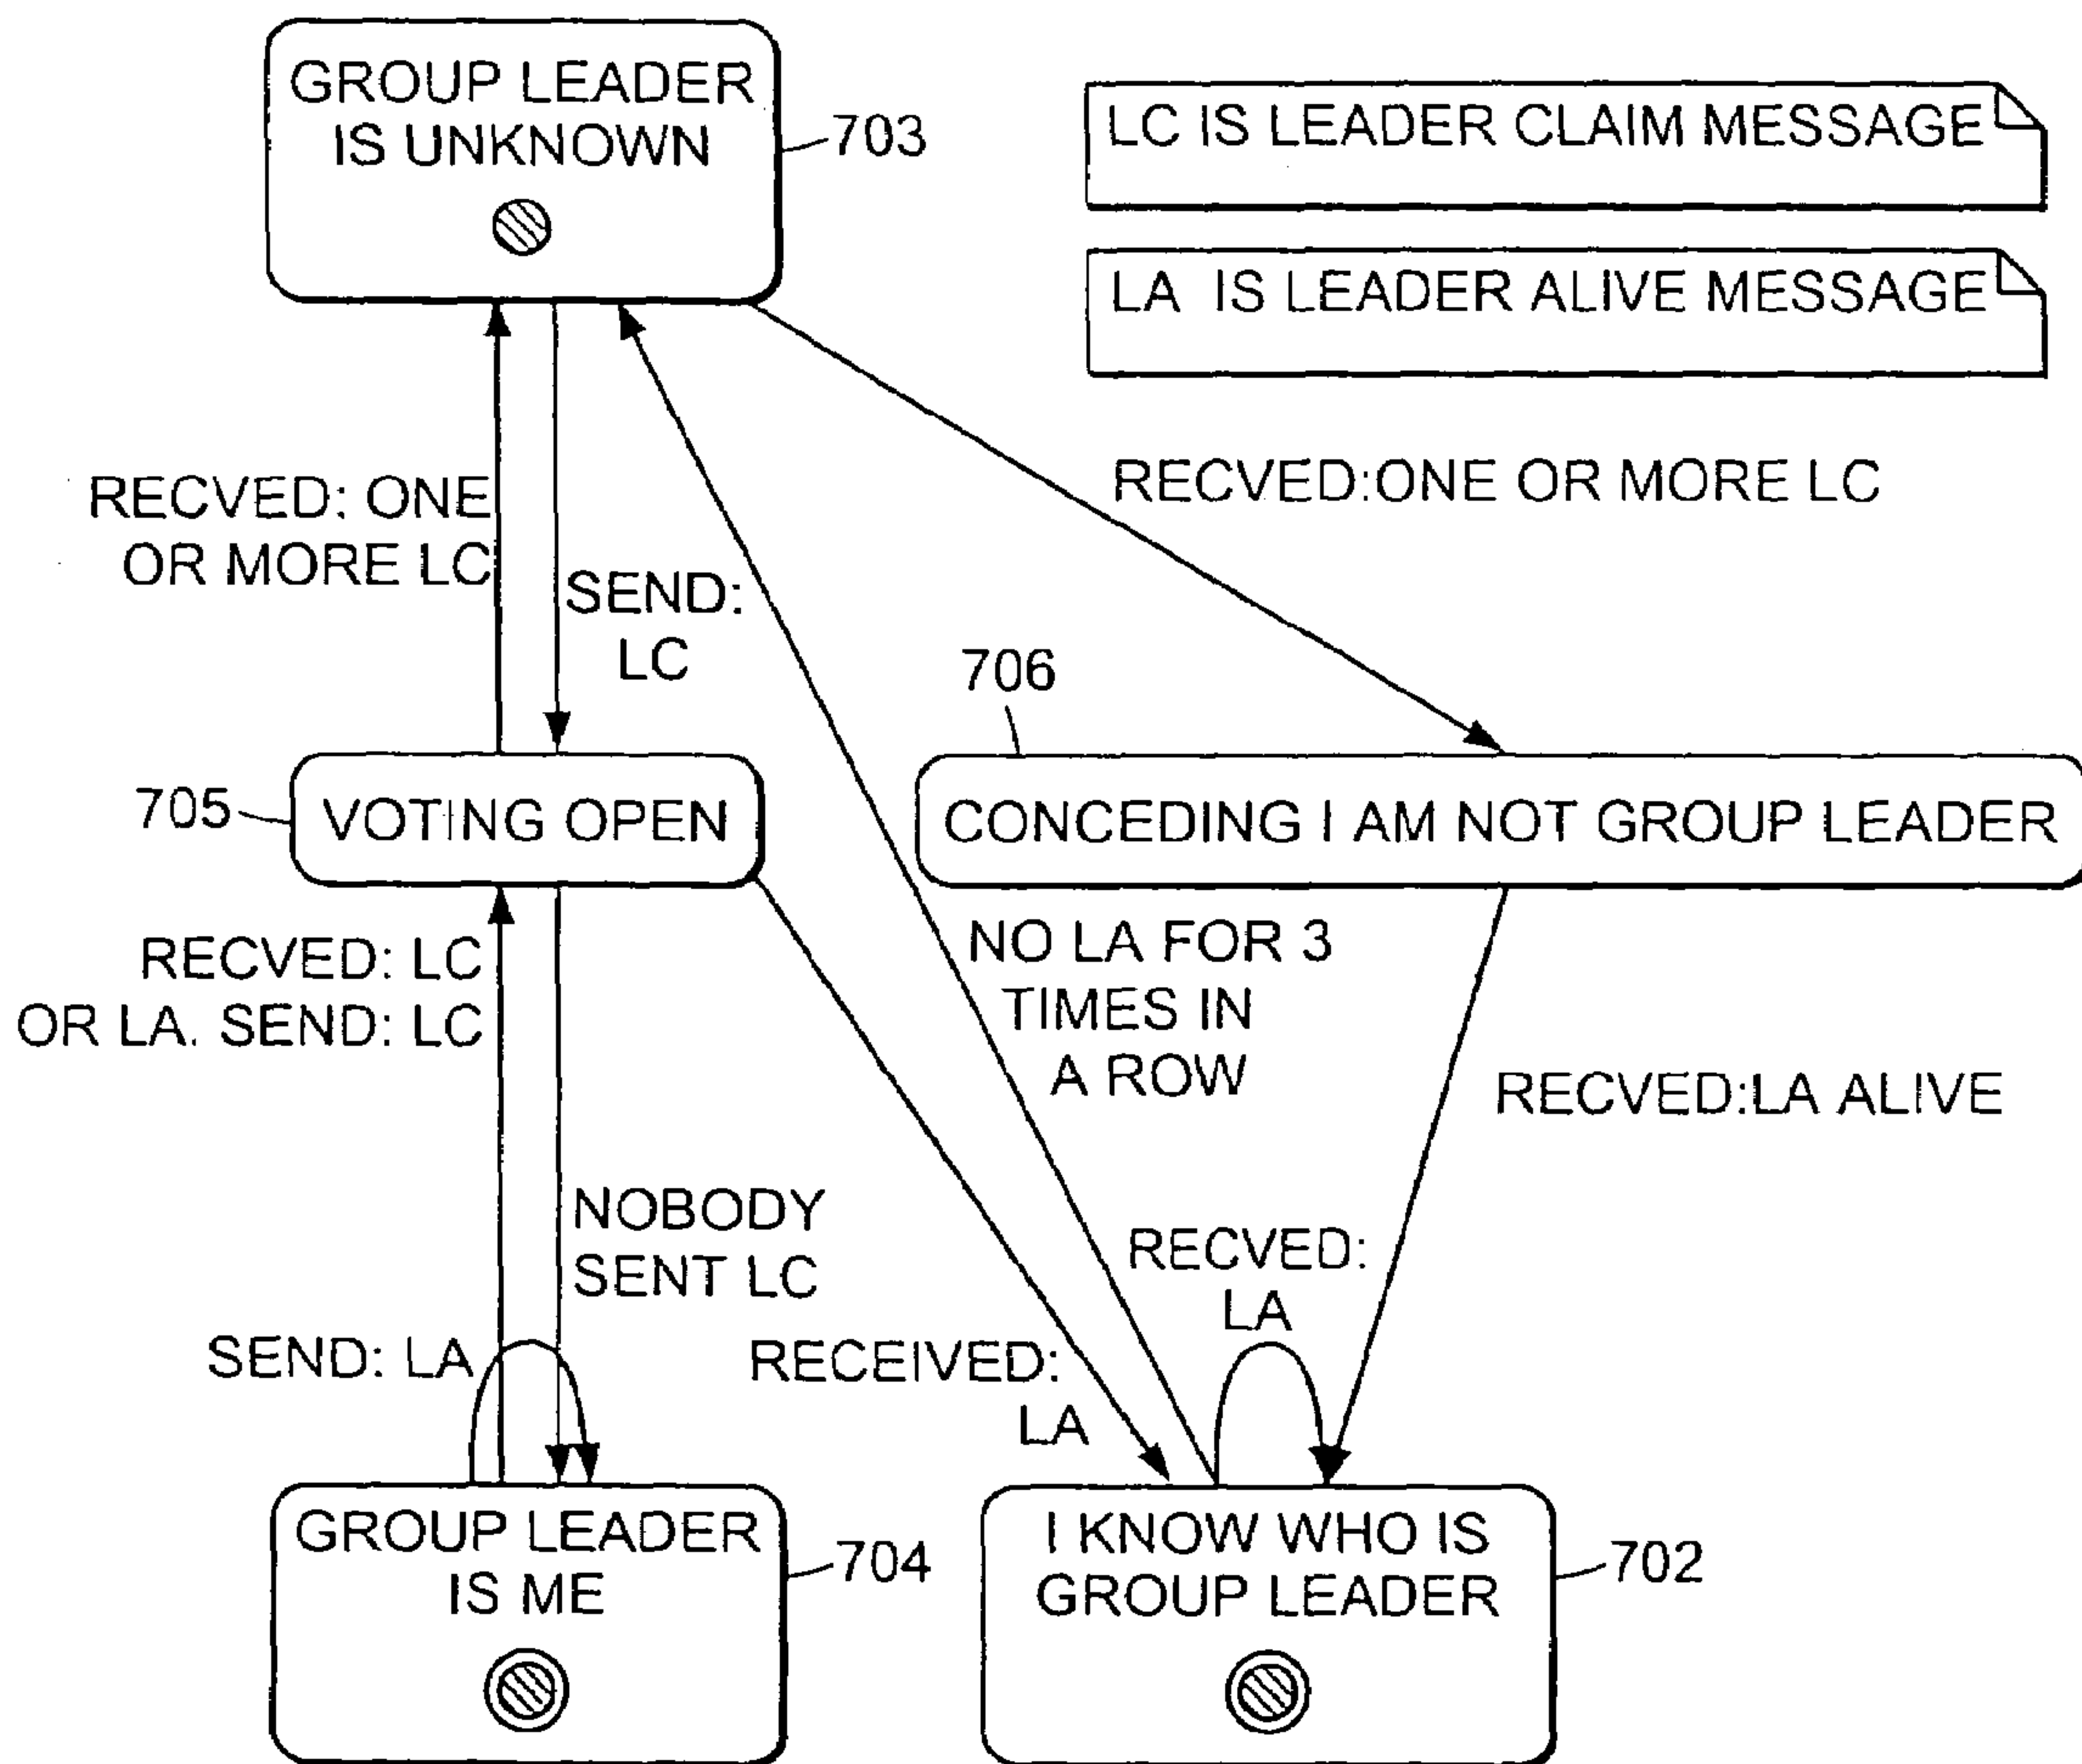 GROUP LEADER
IS UNKNOWN
703
LC IS LEADER CLAIM MESSAGE
LA IS LEADER ALIVE MESSAGE
RECVED: ONE
OR MORE LC
SEND:
LC
RECVED:ONE OR MORE LC
706
705
VOTING OPEN
CONCEDING I AM NOT GROUP LEADER
RECVED: LC
OR LA. SEND: LC
NO LA FOR 3
TIMES IN
A ROW
RECVED:LA ALIVE
NOBODY
SENT LC
RECVED:
LA
SEND: LA
RECEIVED:
LA
GROUP LEADER
IS ME
704
I KNOW WHO IS
GROUP LEADER
702